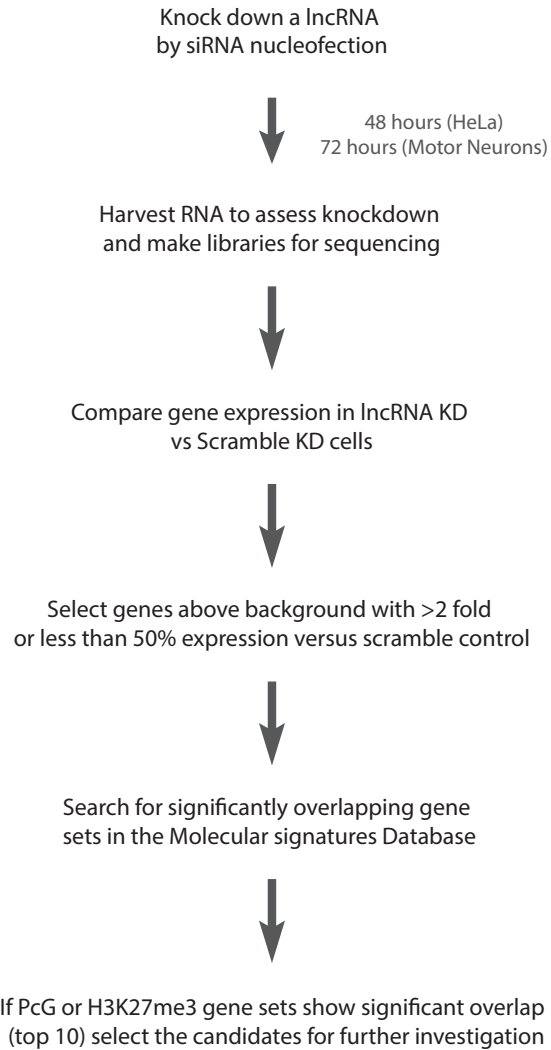 Knock down a lncRNA
by siRNA nucleofection
48 hours (HeLa)
72 hours (Motor Neurons)
Harvest RNA to assess knockdown
and make libraries for sequencing
Compare gene expression in lncRNA KD
vs Scramble KD cells
Select genes above background with >2 fold
or less than 50% expression versus scramble control
Search for significantly overlapping gene
sets in the Molecular signatures Database
If PcG or H3K27me3 gene sets show significant overlap
(top 10) select the candidates for further investigation